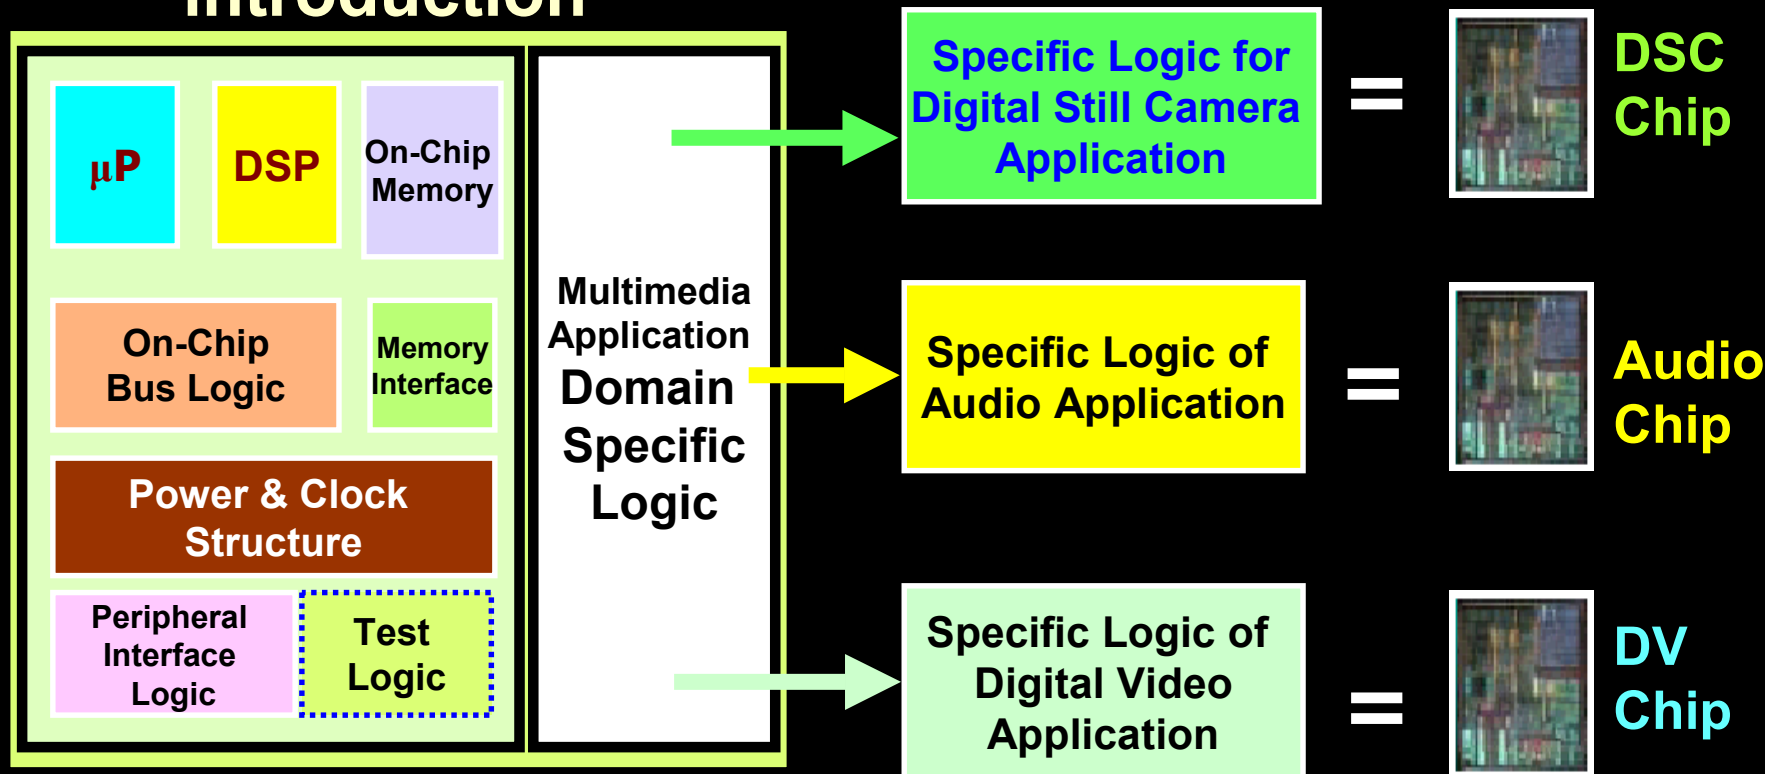 Introduction
μP
DSP
On-Chip
Memory
On-Chip
Bus Logic
Memory
Interface
Power & Clock
Structure
Peripheral
Interface
Logic
Test
Logic
Multimedia
Application
Domain
Specific
Logic
Specific Logic for
Digital Still Camera
Application
=
DSC
Chip
Specific Logic of
Audio Application
=
Audio
Chip
Specific Logic of
Digital Video
Application
=
DV
Chip